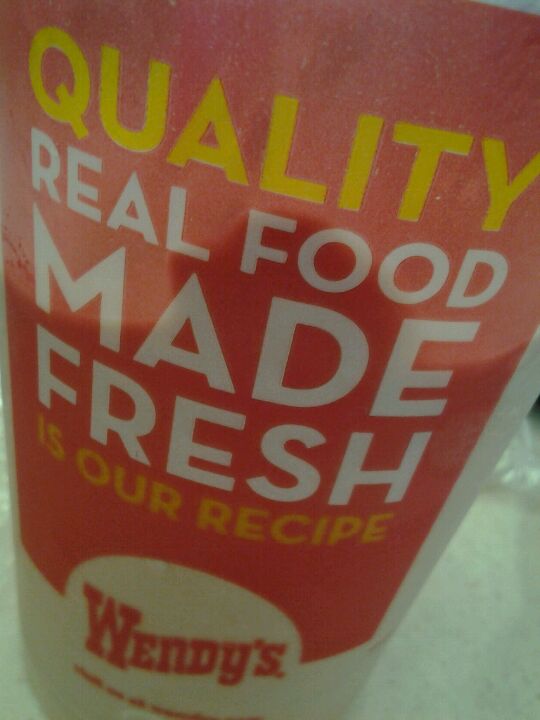 QUALITY
REAL FOOD
MADE
FRESH
IS OUR RECIPE
WENDY'S